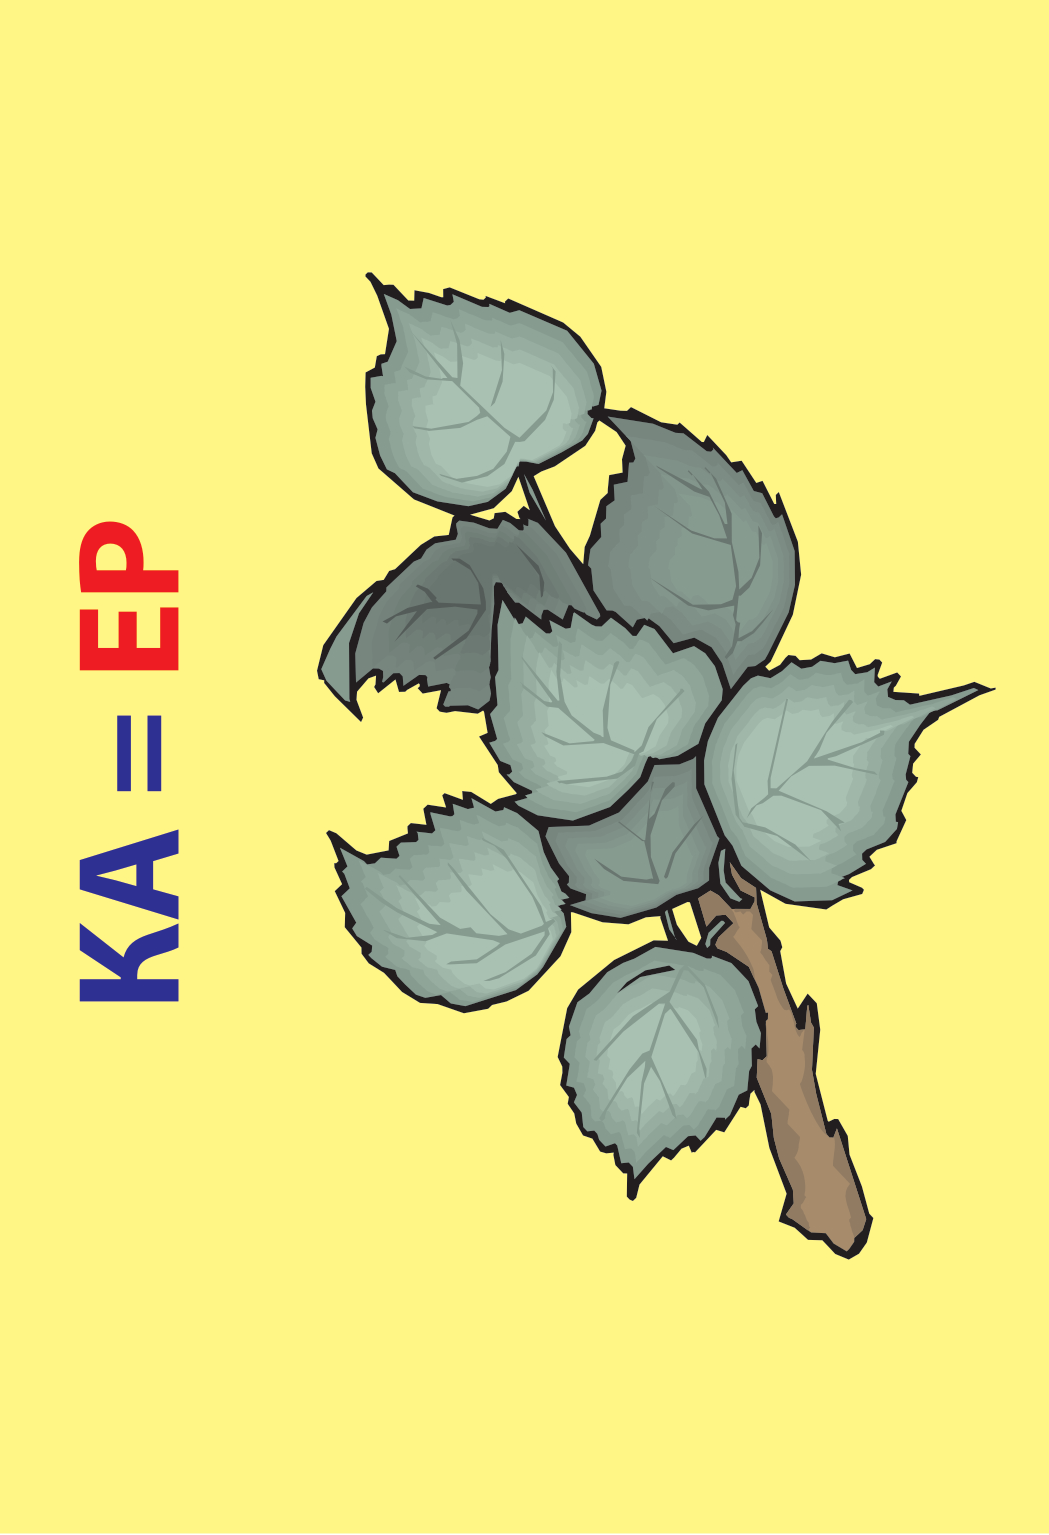 KA = EP